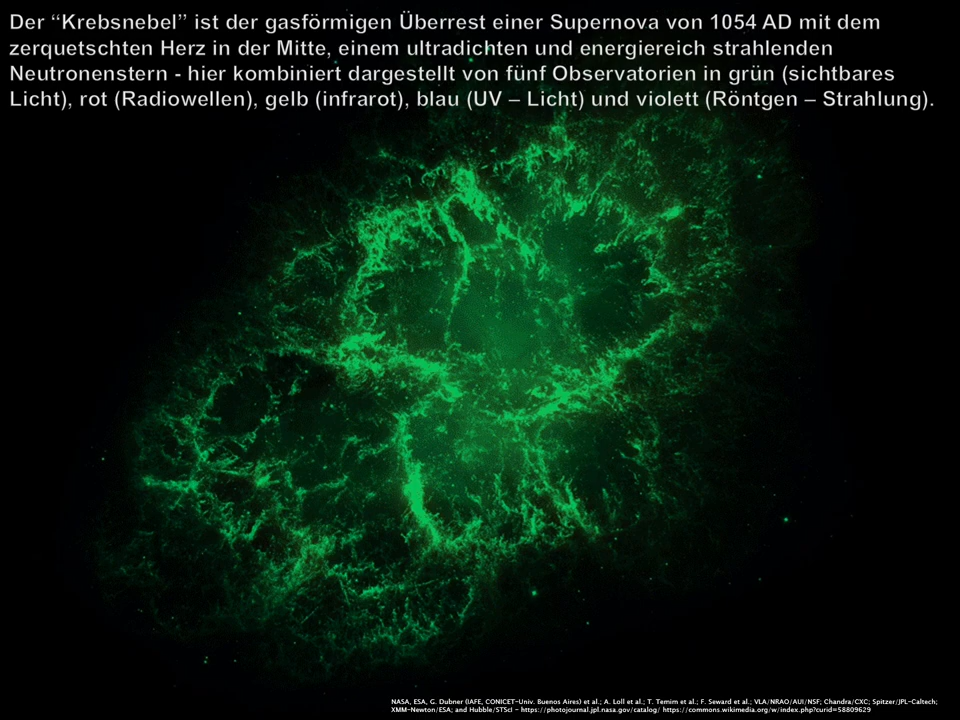 Der “Krebsnebel” ist der gasförmigen Überrest einer Supernova von 1054 AD mit dem
zerquetschten Herz in der Mitte, einem ultradichten und energiereich strahlenden
Neutronenstern - hier kombiniert dargestellt von fünf Observatorien in grün (sichtbares
Licht), rot (Radiowellen), gelb (infrarot), blau (UV – Licht) und violett (Röntgen – Strahlung).
NASA, ESA, G. Dubner (IAFE, CONICET-Univ. Buenos Aires) et al.; A. Loll et al.; T. Temim et al.; F. Seward et al.; VLA/NRAO/AUI/NSF; Chandra/CXC; Spitzer/JPL-Caltech;
XMM-Newton/ESA; and Hubble/STScI - https://photojournal.jpl.nasa.gov/catalog/ https://commons.wikimedia.org/w/index.php?curid=58809629